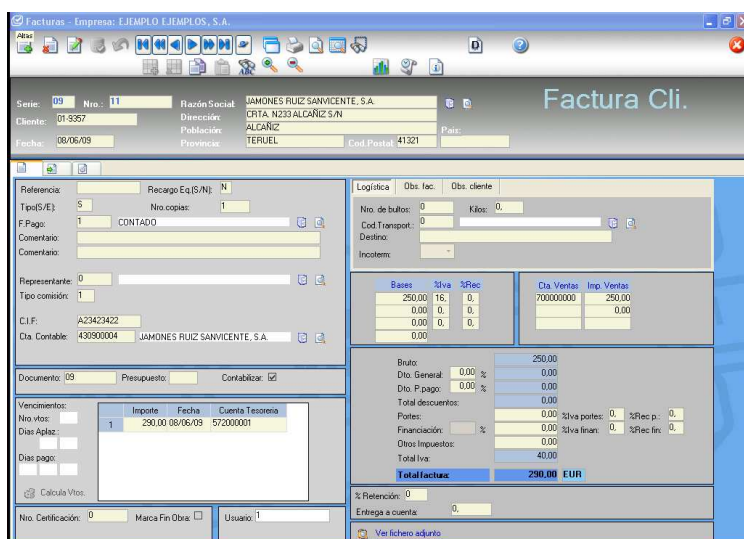 Facturas - Empresa: EJEMPLO EJEMPLOS, S.A.
Altas
Factura Cli.
Serie: 09 Nro.: 11 Razón Social: JAMONES RUIZ SANVICENTE, S.A.
Cliente: 01-9357 Dirección: CRTA. N233 ALCAÑIZ S/N
Población: ALCAÑIZ País:
Fecha: 08/06/09 Provincia: TERUEL Cod.Postal 41321
Referencia: Recargo Eq.(S/N): N
Tipo(S/E): S Nro.copias: 1
F.Pago: 1 CONTADO
Comentario:
Comentario:
Representante: 0
Tipo comisión: 1
C.I.F: A23423422
Cta. Contable: 430900004 JAMONES RUIZ SANVICENTE, S.A.
Documento: 09 Presupuesto: Contabilizar:
Vencimientos:
Nro.vtos:
Dias Aplaz.:
Dias pago:
Calcula Vtos.
Importe Fecha Cuenta Tesoreria
1 290,00 08/06/09 572000001
Nro. Certificación: 0 Marca Fin Obra: Usuario: 1
Logística Obs. fac. Obs. cliente
Nro. de bultos: 0 Kilos: 0,
Cod.Transport.: 0
Destino:
Incoterm:
Bases %Iva %Rec
250,00 16, 0,
0,00 0, 0,
0,00 0, 0,
0,00
Cta. Ventas Imp. Ventas
700000000 250,00
0,00
Bruto: 250,00
Dto. General: 0,00 % 0,00
Dto. P.pago: 0,00 % 0,00
Total descuentos: 0,00
Portes: 0,00 %Iva portes: 0, %Rec p.: 0,
Financiación: % 0,00 %Iva finan: 0, %Rec fin: 0,
Otros Impuestos: 0,00
Total Iva: 40,00
Total factura: 290,00 EUR
% Retención: 0
Entrega a cuenta: 0,
Ver fichero adjunto